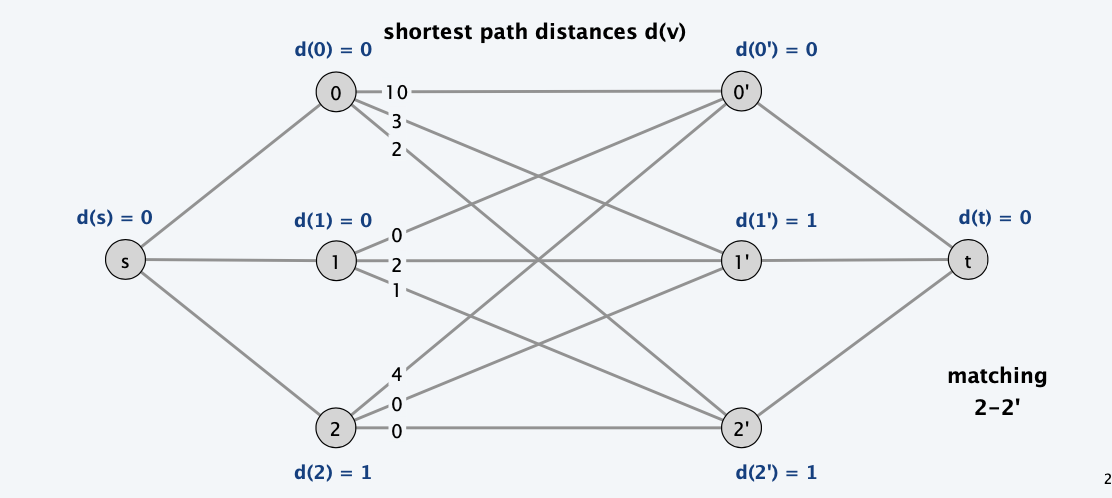 shortest path distances d(v)
d(0) = 0
d(0') = 0
0
10
0'
3
2
d(s) = 0
d(1) = 0
d(1') = 1
d(t) = 0
0
s
1
2
1'
t
1
4
matching
0
2-2'
2
0
2'
d(2) = 1
d(2') = 1
2